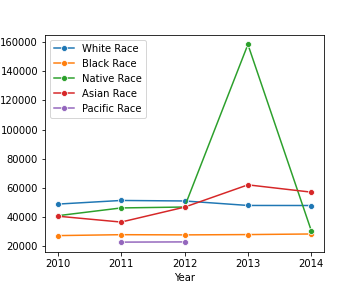 160000
140000
120000
100000
80000
60000
40000
20000
White Race
Black Race
Native Race
Asian Race
Pacific Race
2010 2011 2012 2013 2014
Year